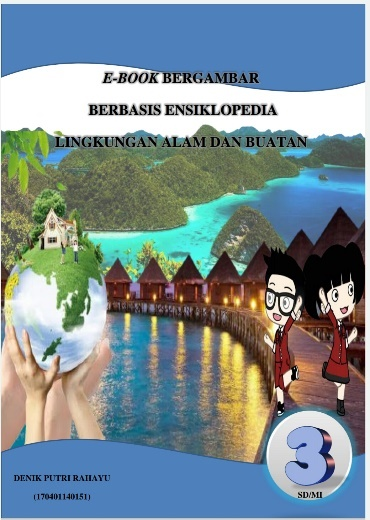 E-BOOK BERGAMBAR
BERBASIS ENSIKLOPEDIA
LINGKUNGAN ALAM DAN BUATAN
3
SD/MI
DENIK PUTRI RAHAYU
(170401140151)